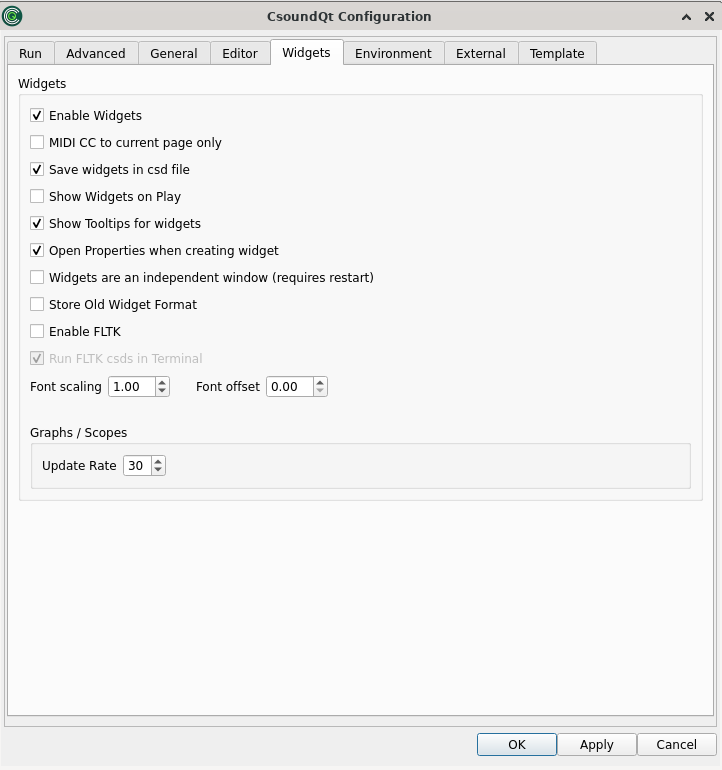 CsoundQt Configuration
Run Advanced General Editor Widgets Environment External Template
Widgets
Enable Widgets
MIDI CC to current page only
Save widgets in csd file
Show Widgets on Play
Show Tooltips for widgets
Open Properties when creating widget
Widgets are an independent window (requires restart)
Store Old Widget Format
Enable FLTK
Run FLTK csds in Terminal
Font scaling 1.00 Font offset 0.00
Graphs / Scopes
Update Rate 30
OK Apply Cancel